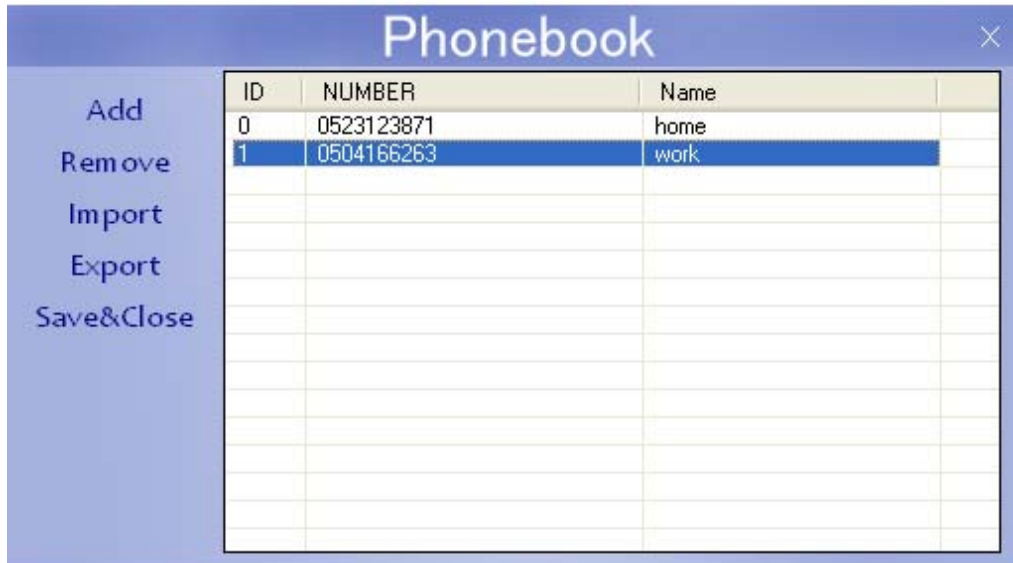 Phonebook
Add
Remove
Import
Export
Save&Close
ID NUMBER Name
0 0523123871 home
1 0504166263 work